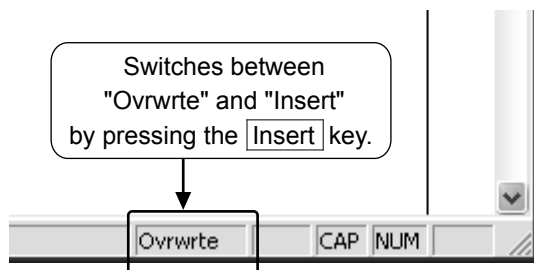 Switches between
"Ovrwrte" and "Insert"
by pressing the Insert key.
Ovrwrte CAP NUM